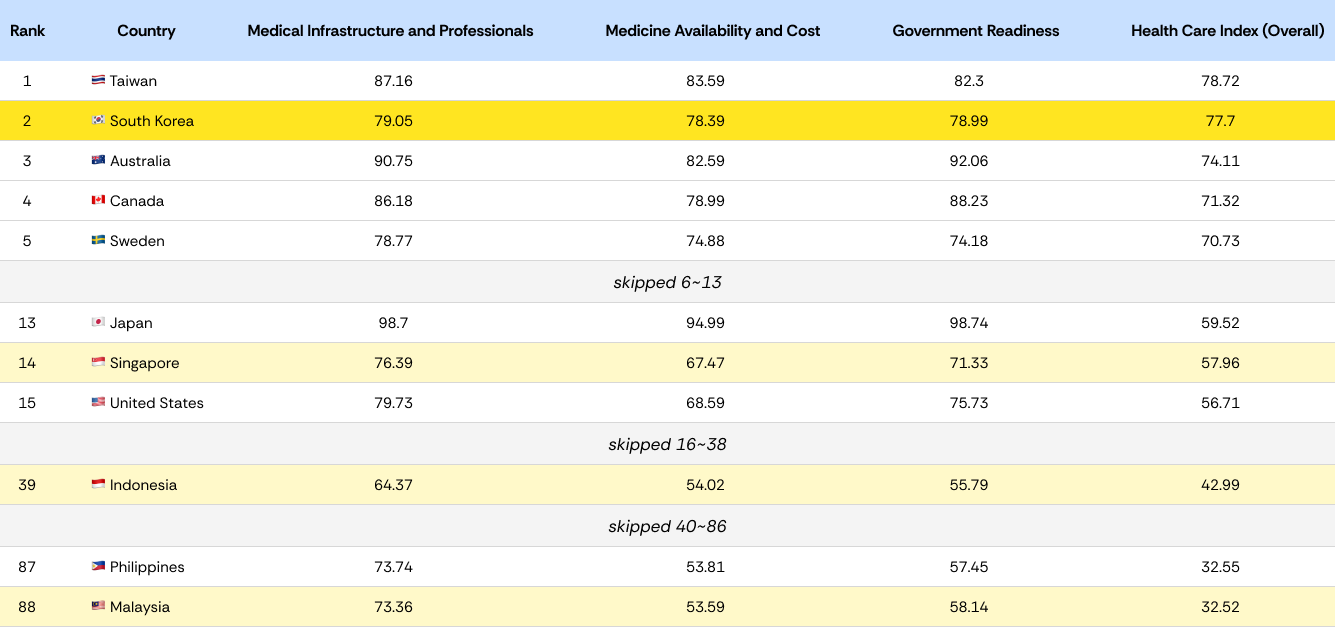 Rank Country Medical Infrastructure and Professionals Medicine Availability and Cost Government Readiness Health Care Index (Overall)
1 Taiwan 87.16 83.59 82.3 78.72
2 South Korea 79.05 78.39 78.99 77.7
3 Australia 90.75 82.59 92.06 74.11
4 Canada 86.18 78.99 88.23 71.32
5 Sweden 78.77 74.88 74.18 70.73
skipped 6~13
13 Japan 98.7 94.99 98.74 59.52
14 Singapore 76.39 67.47 71.33 57.96
15 United States 79.73 68.59 75.73 56.71
skipped 16~38
39 Indonesia 64.37 54.02 55.79 42.99
skipped 40~86
87 Philippines 73.74 53.81 57.45 32.55
88 Malaysia 73.36 53.59 58.14 32.52